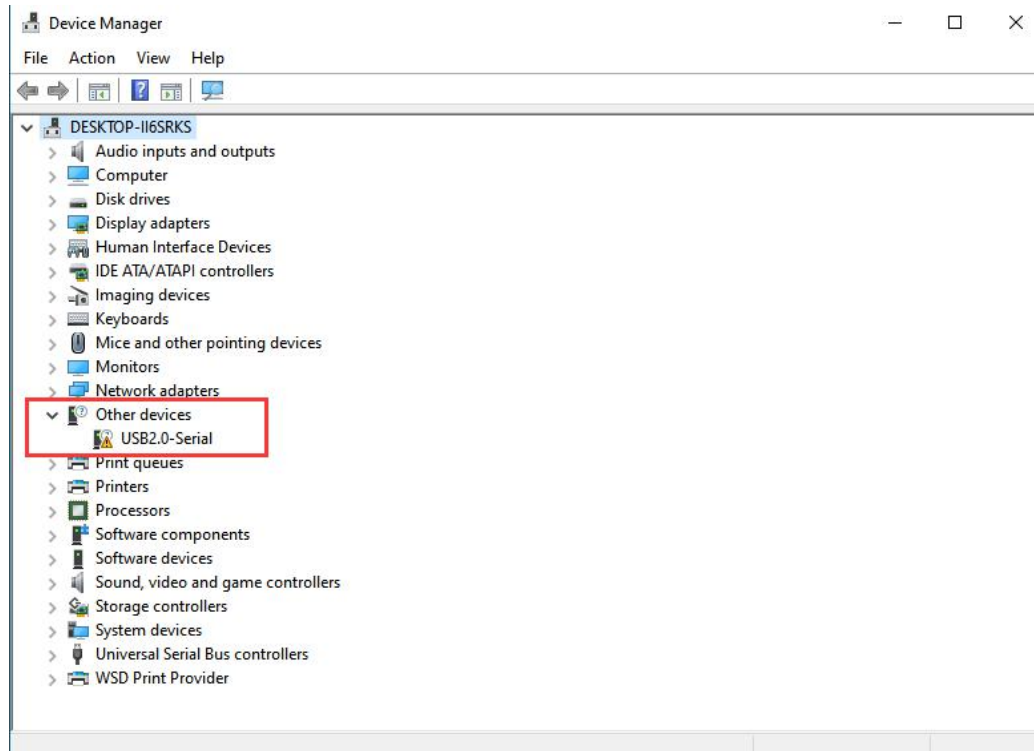 Device Manager
File Action View Help
DESKTOP-II6SRKS
Audio inputs and outputs
Computer
Disk drives
Display adapters
Human Interface Devices
IDE ATA/ATAPI controllers
Imaging devices
Keyboards
Mice and other pointing devices
Monitors
Network adapters
Other devices
USB2.0-Serial
Print queues
Printers
Processors
Software components
Software devices
Sound, video and game controllers
Storage controllers
System devices
Universal Serial Bus controllers
WSD Print Provider